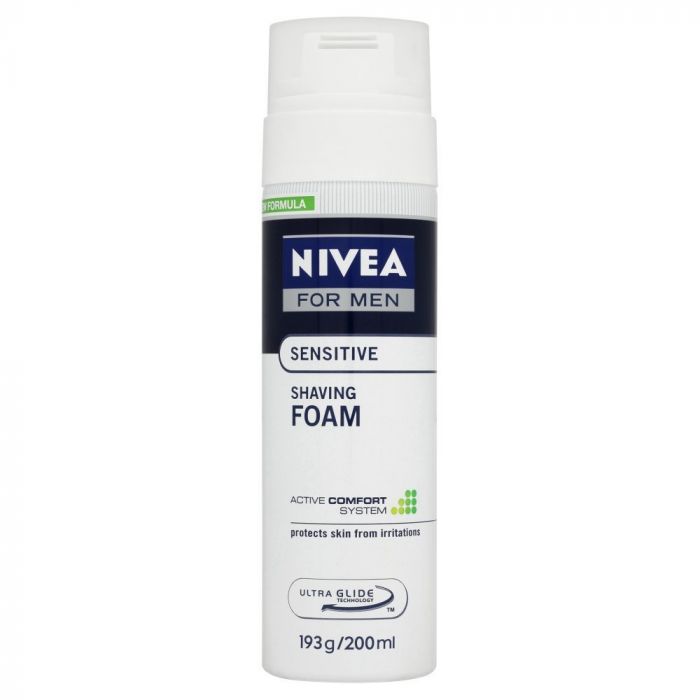 FORMULA
NIVEA
FOR MEN
SENSITIVE
SHAVING
FOAM
ACTIVE COMFORT
SYSTEM
protects skin from irritations
ULTRA GLIDE
TECHNOLOGY
TM
193g/200ml